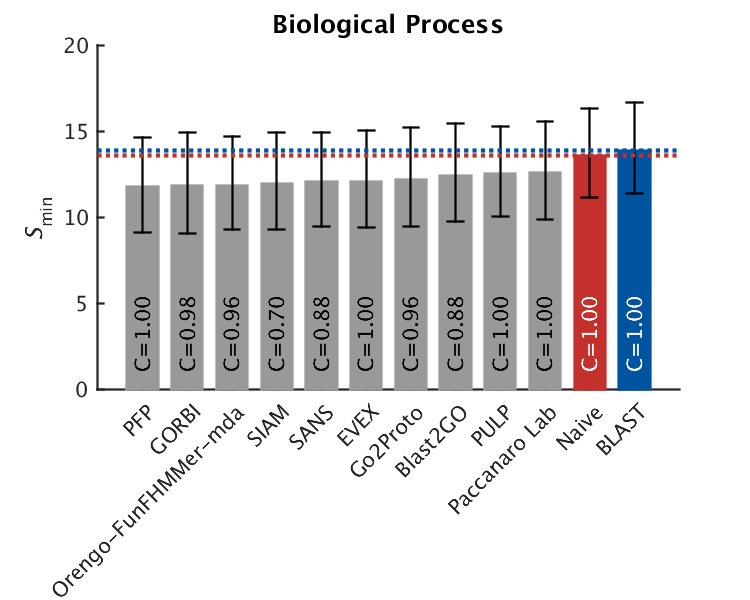 Biological Process
20
15
10
5
0
Smin
C=1.00
C=0.98
C=0.96
C=0.70
C=0.88
C=1.00
C=0.96
C=0.88
C=1.00
C=1.00
C=1.00
C=1.00
PFP
GORBI
Orengo-FunFHMMer-mda
SIAM
SANS
EVEX
Go2Proto
Blast2GO
PULP
Paccanaro Lab
Naive
BLAST